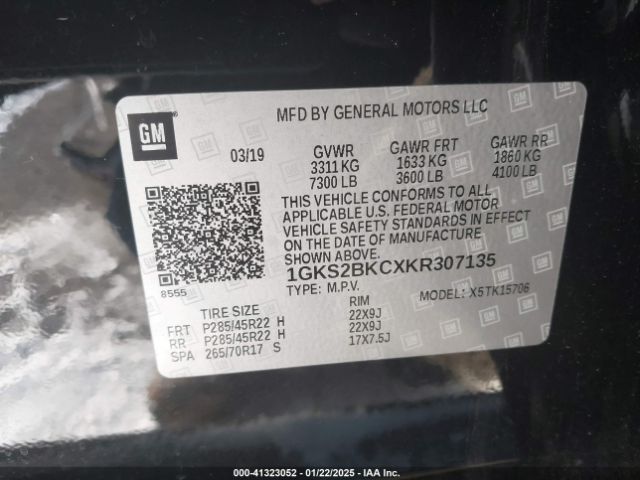 MFD BY GENERAL MOTORS LLC
GM
03/19 GVWR GAWR FRT GAWR RR
3311 KG 1633 KG 1860 KG
7300 LB 3600 LB 4100 LB
THIS VEHICLE CONFORMS TO ALL
APPLICABLE U.S. FEDERAL MOTOR
VEHICLE SAFETY STANDARDS IN EFFECT
ON THE DATE OF MANUFACTURE
SHOWN ABOVE.
1GKS2BKCXKR307135
8555
TYPE: M.P.V. MODEL: X5 TK15706
TIRE SIZE RIM
FRT P285/45R22 H 22X9J
RR P285/45R22 H 22X9J
SPA 265/70R17 S 17X7.5J
000-41323052 - 01/22/2025 - IAA Inc.